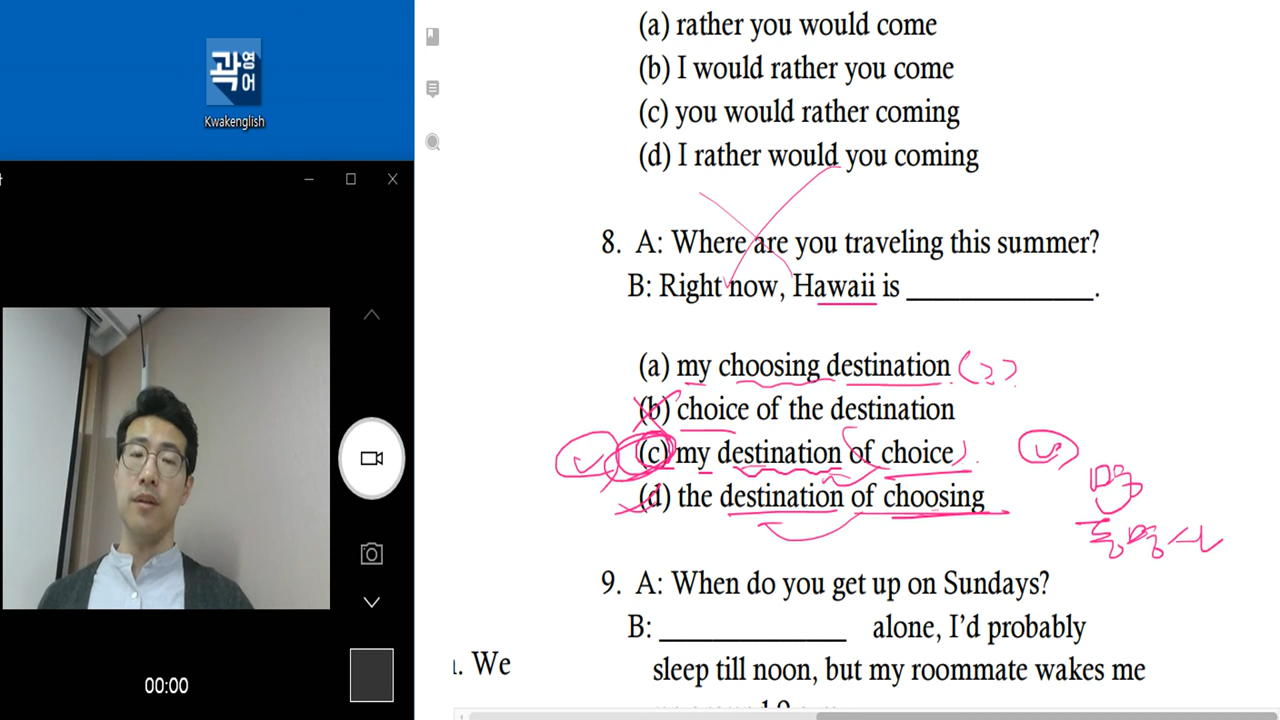 곽영어
Kwakenglish
00:00
(a) rather you would come
(b) I would rather you come
(c) you would rather coming
(d) I rather would you coming
8. A: Where are you traveling this summer?
B: Right now, Hawaii is ______________.
(a) my choosing destination (??)
(b) choice of the destination
(c) my destination of choice
(d) the destination of choosing
동명사
9. A: When do you get up on Sundays?
B: ______________ alone, I'd probably
sleep till noon, but my roommate wakes me
. We